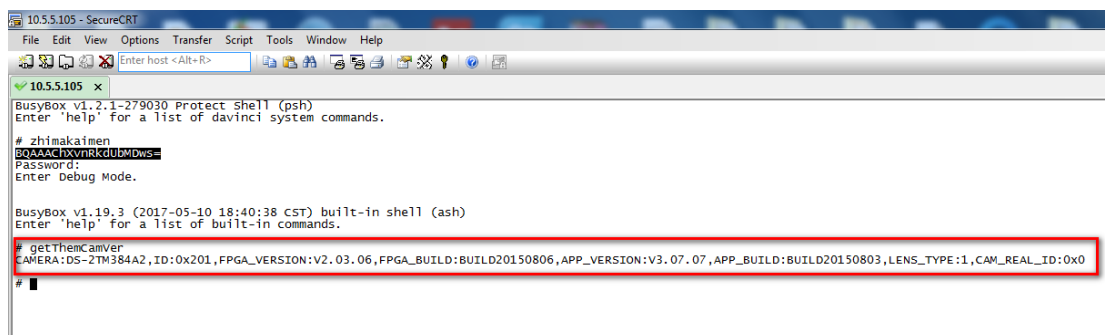 10.5.5.105 - SecureCRT
File Edit View Options Transfer Script Tools Window Help
Enter host <Alt+R>
10.5.5.105 x
BusyBox v1.2.1-279030 Protect Shell (psh)
Enter 'help' for a list of davinci system commands.
# zhimakaimen
BQAAAChXvnRkdUbMDws=
Password:
Enter Debug Mode.
BusyBox v1.19.3 (2017-05-10 18:40:38 CST) built-in shell (ash)
Enter 'help' for a list of built-in commands.
# getThemCamVer
CAMERA:DS-2TM384A2,ID:0x201,FPGA_VERSION:V2.03.06,FPGA_BUILD:BUILD20150806,APP_VERSION:V3.07.07,APP_BUILD:BUILD20150803,LENS_TYPE:1,CAM_REAL_ID:0x0
#